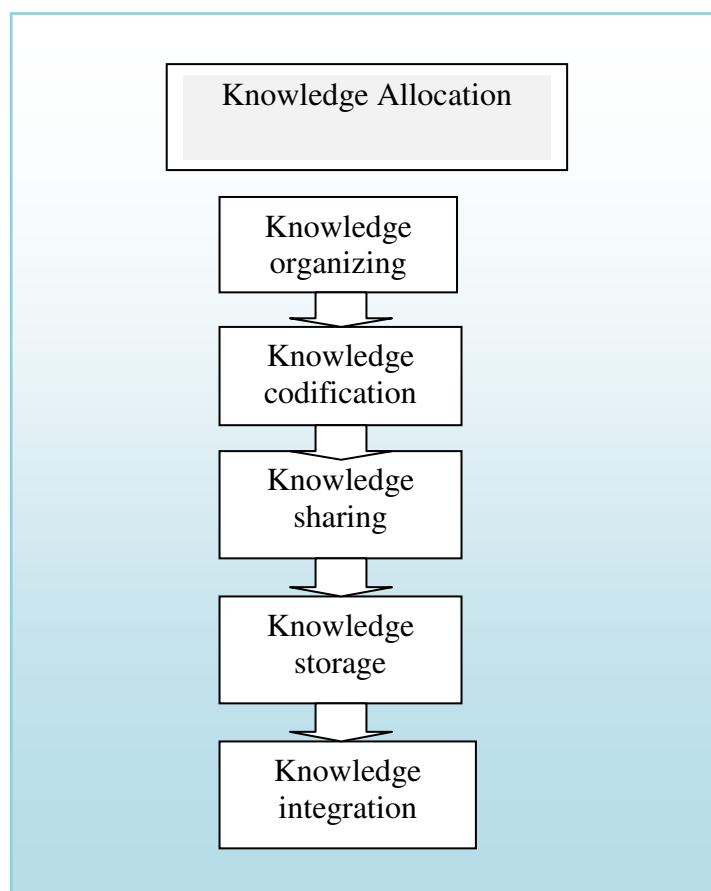 Knowledge Allocation
Knowledge
organizing
Knowledge
codification
Knowledge
sharing
Knowledge
storage
Knowledge
integration